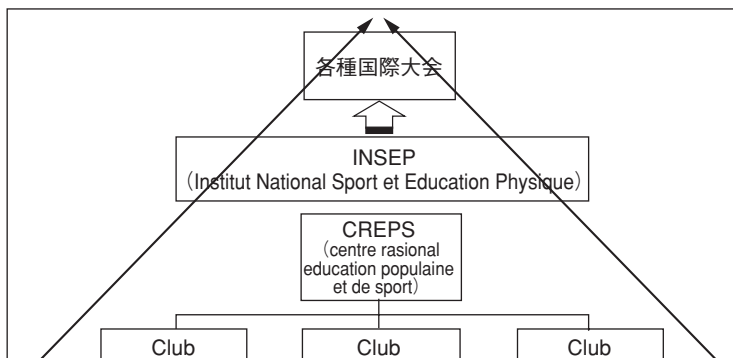 各種国際大会
INSEP
（Institut National Sport et Education Physique）
CREPS
（centre rasional
education populaine
et de sport）
Club
Club
Club